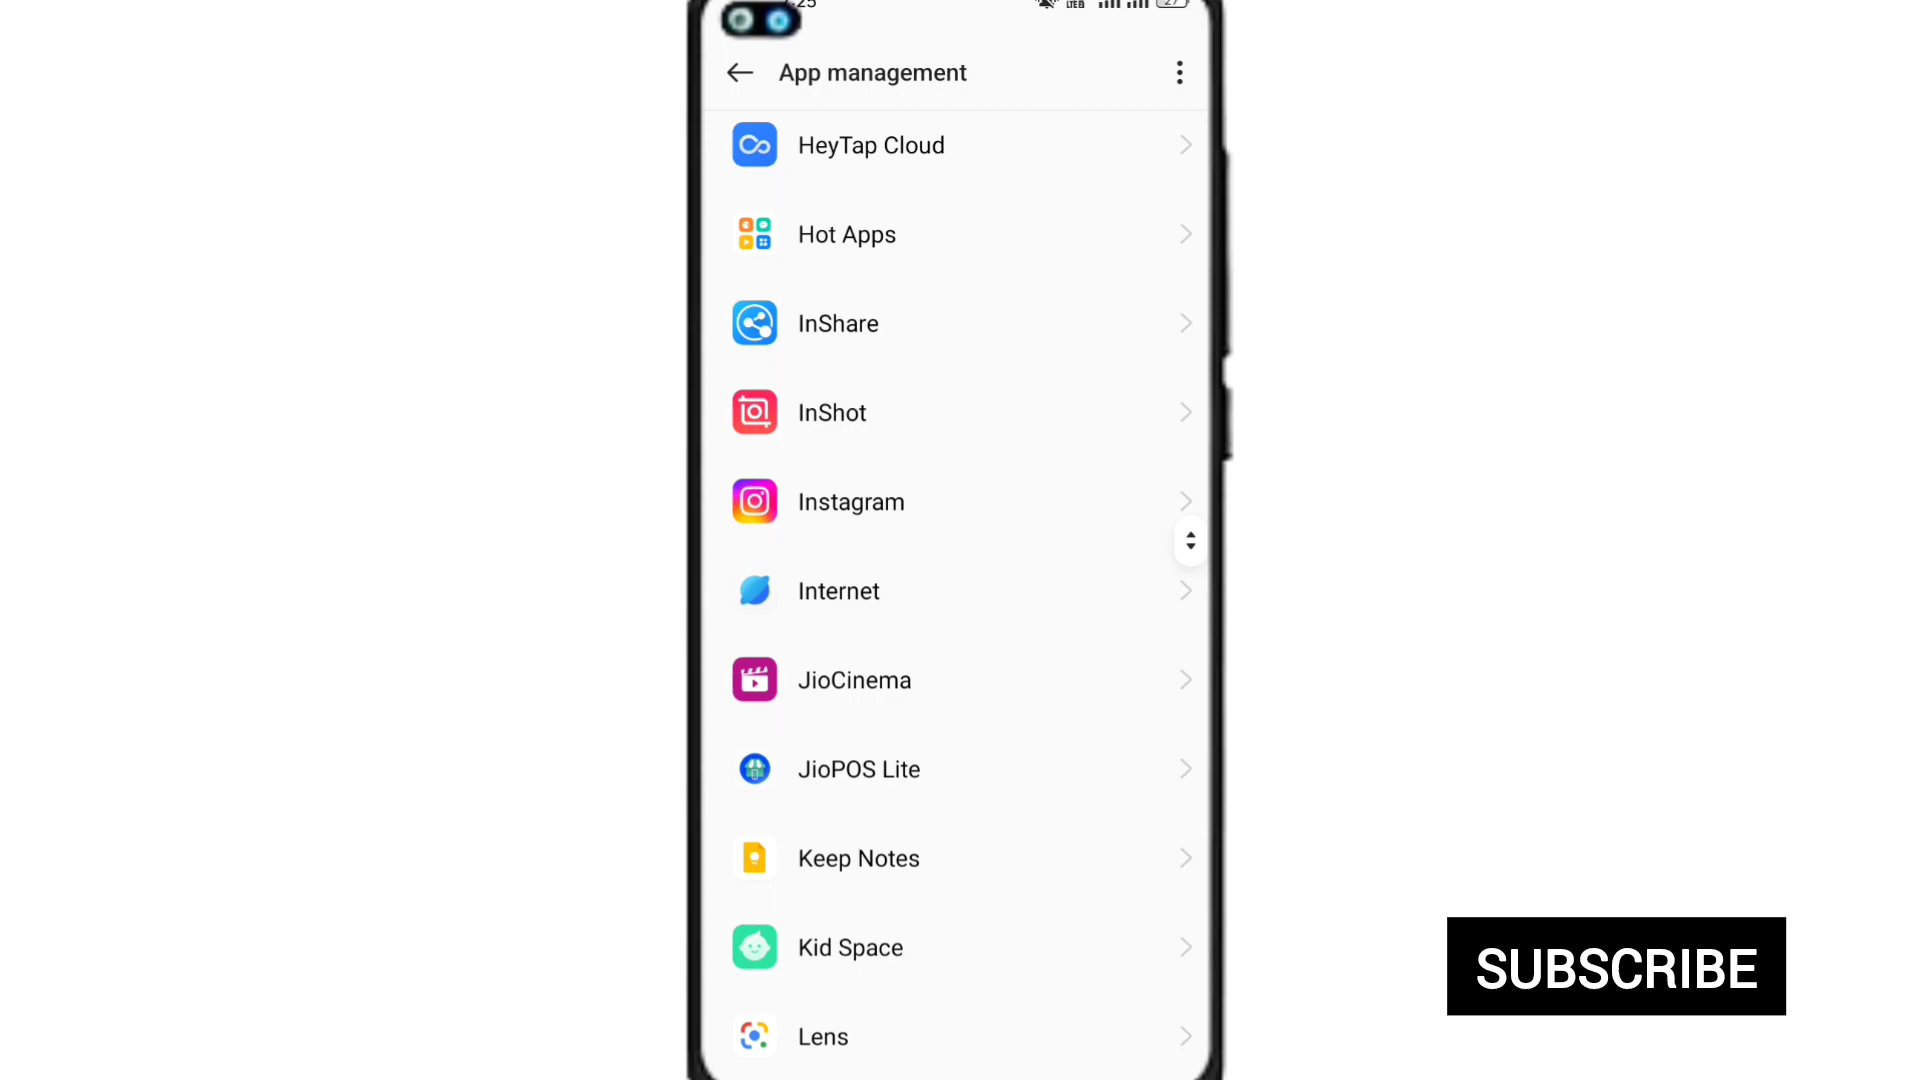 App management
HeyTap Cloud
Hot Apps
InShare
InShot
Instagram
Internet
JioCinema
JioPOS Lite
Keep Notes
Kid Space
Lens
SUBSCRIBE